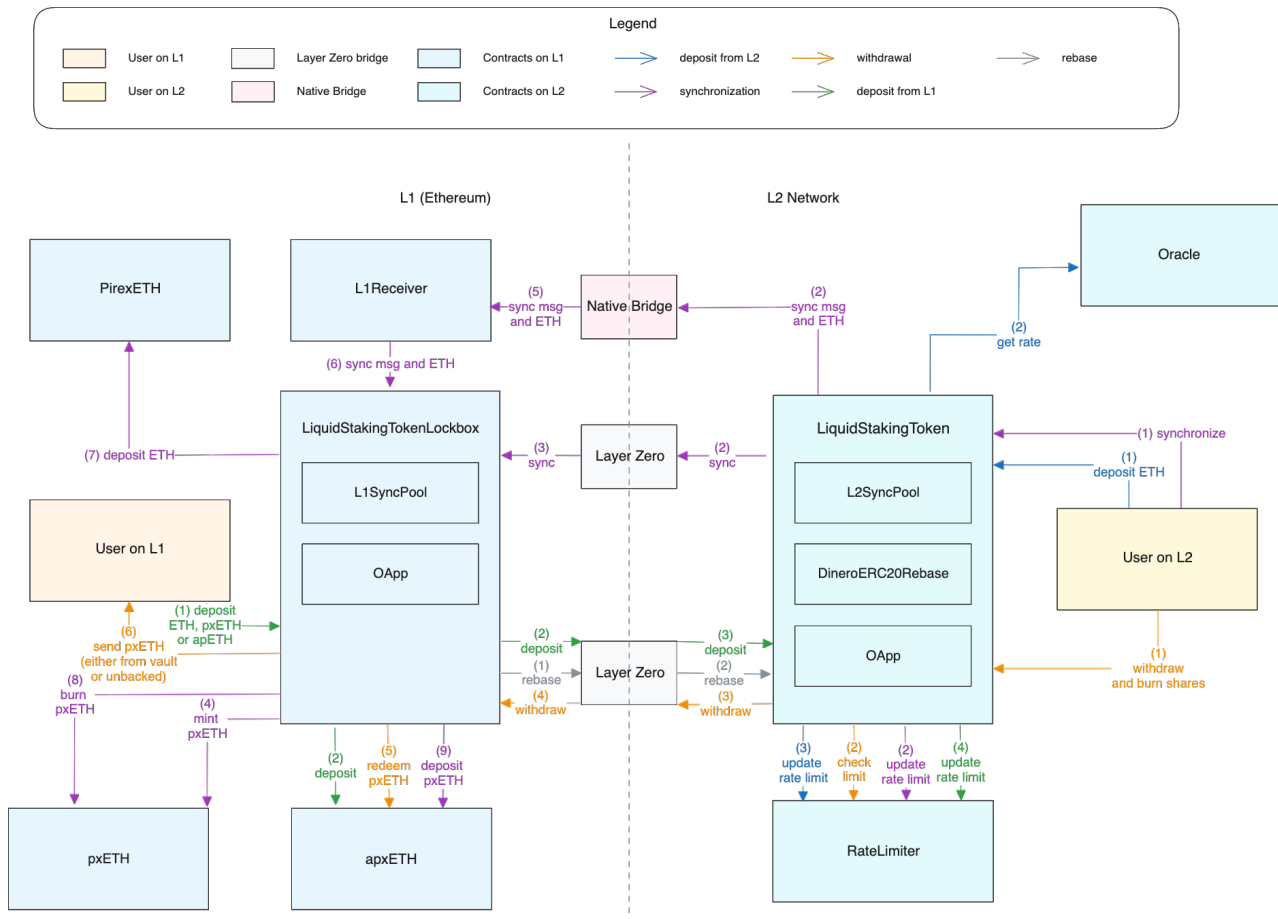 Legend
User on L1
Layer Zero bridge
Contracts on L1
deposit from L2
withdrawal
rebase
User on L2
Native Bridge
Contracts on L2
synchronization
deposit from L1
L1 (Ethereum)
L2 Network
PirexETH
L1Receiver
(5)
sync msg
and ETH
Native Bridge
(2)
sync msg
and ETH
Oracle
(2)
get rate
(6) sync msg and ETH
LiquidStakingTokenLockbox
(7) deposit ETH
(3)
sync
Layer Zero
(2)
sync
LiquidStakingToken
(1) synchronize
(1)
deposit ETH
L1SyncPool
L2SyncPool
User on L1
OApp
DineroERC20Rebase
User on L2
(1) deposit
ETH, pxETH
or apETH
(6)
send pxETH
(either from vault
or unbacked)
(2)
deposit
(3)
deposit
OApp
(1)
rebase
Layer Zero
(2)
rebase
(4)
withdraw
(3)
withdraw
(1)
withdraw
and burn shares
(8)
burn
pxETH
(4)
mint
pxETH
(2)
deposit
(5)
redeem
pxETH
(9)
deposit
pxETH
(3)
update
rate limit
(2)
check
limit
(2)
update
rate limit
(4)
update
rate limit
pxETH
apxETH
RateLimiter